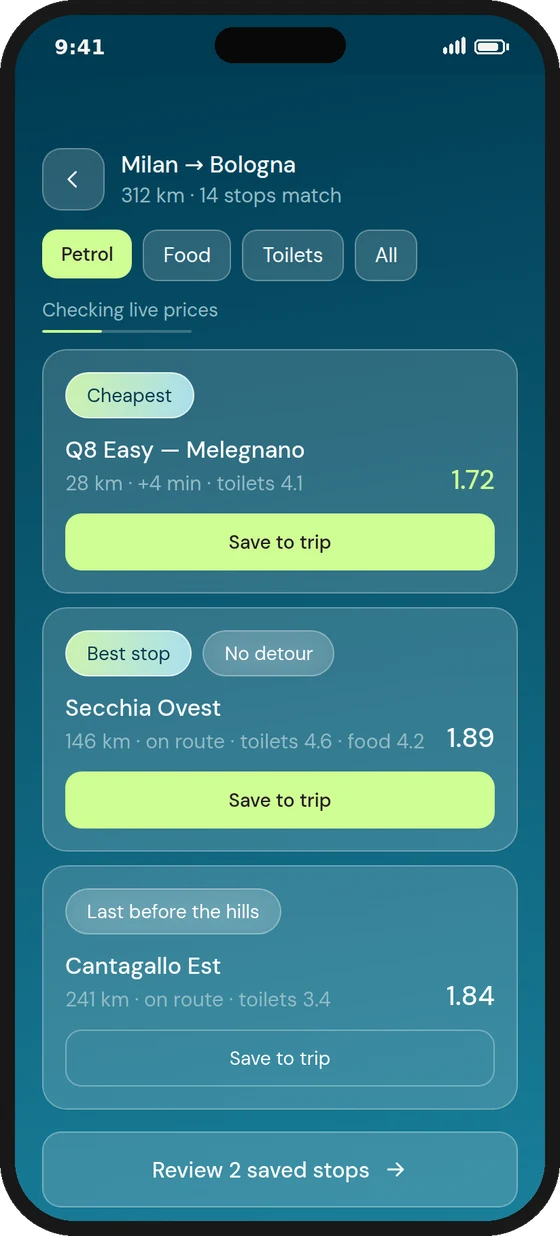 9:41
Milan → Bologna
312 km · 14 stops match
Petrol
Food
Toilets
All
Checking live prices
Cheapest
Q8 Easy — Melegnano
28 km · +4 min · toilets 4.1
1.72
Save to trip
Best stop
No detour
Secchia Ovest
146 km · on route · toilets 4.6 · food 4.2
1.89
Save to trip
Last before the hills
Cantagallo Est
241 km · on route · toilets 3.4
1.84
Save to trip
Review 2 saved stops →